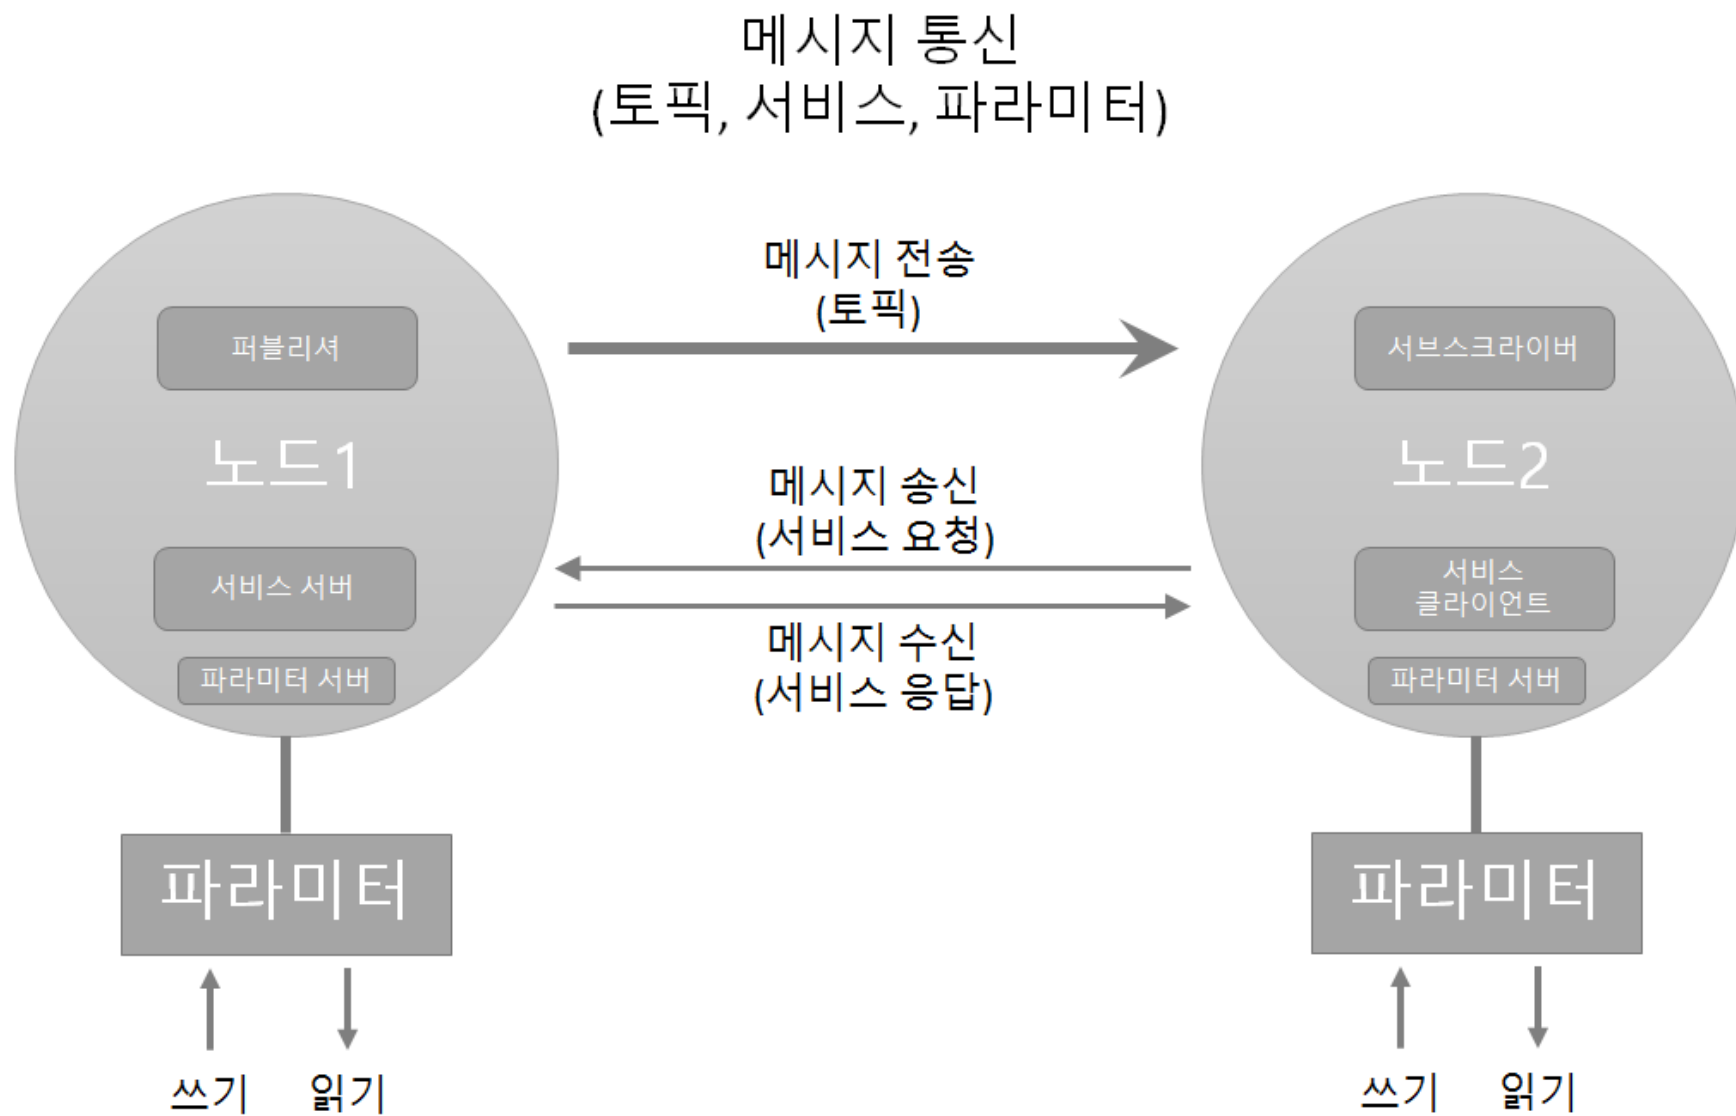 메시지 통신
(토픽, 서비스, 파라미터)
메시지 전송
(토픽)
퍼블리셔
서브스크라이버
노드1
노드2
메시지 송신
(서비스 요청)
서비스 서버
서비스
클라이언트
메시지 수신
(서비스 응답)
파라미터 서버
파라미터 서버
파라미터
파라미터
쓰기
읽기
쓰기
읽기